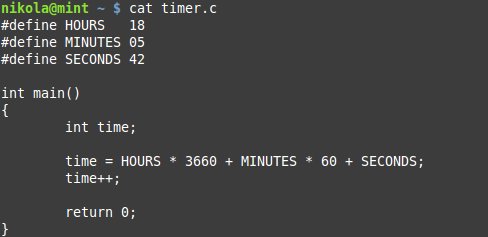 nikola@mint ~ $ cat timer.c
#define HOURS   18
#define MINUTES 05
#define SECONDS 42

int main()
{
        int time;

        time = HOURS * 3660 + MINUTES * 60 + SECONDS;
        time++;

        return 0;
}